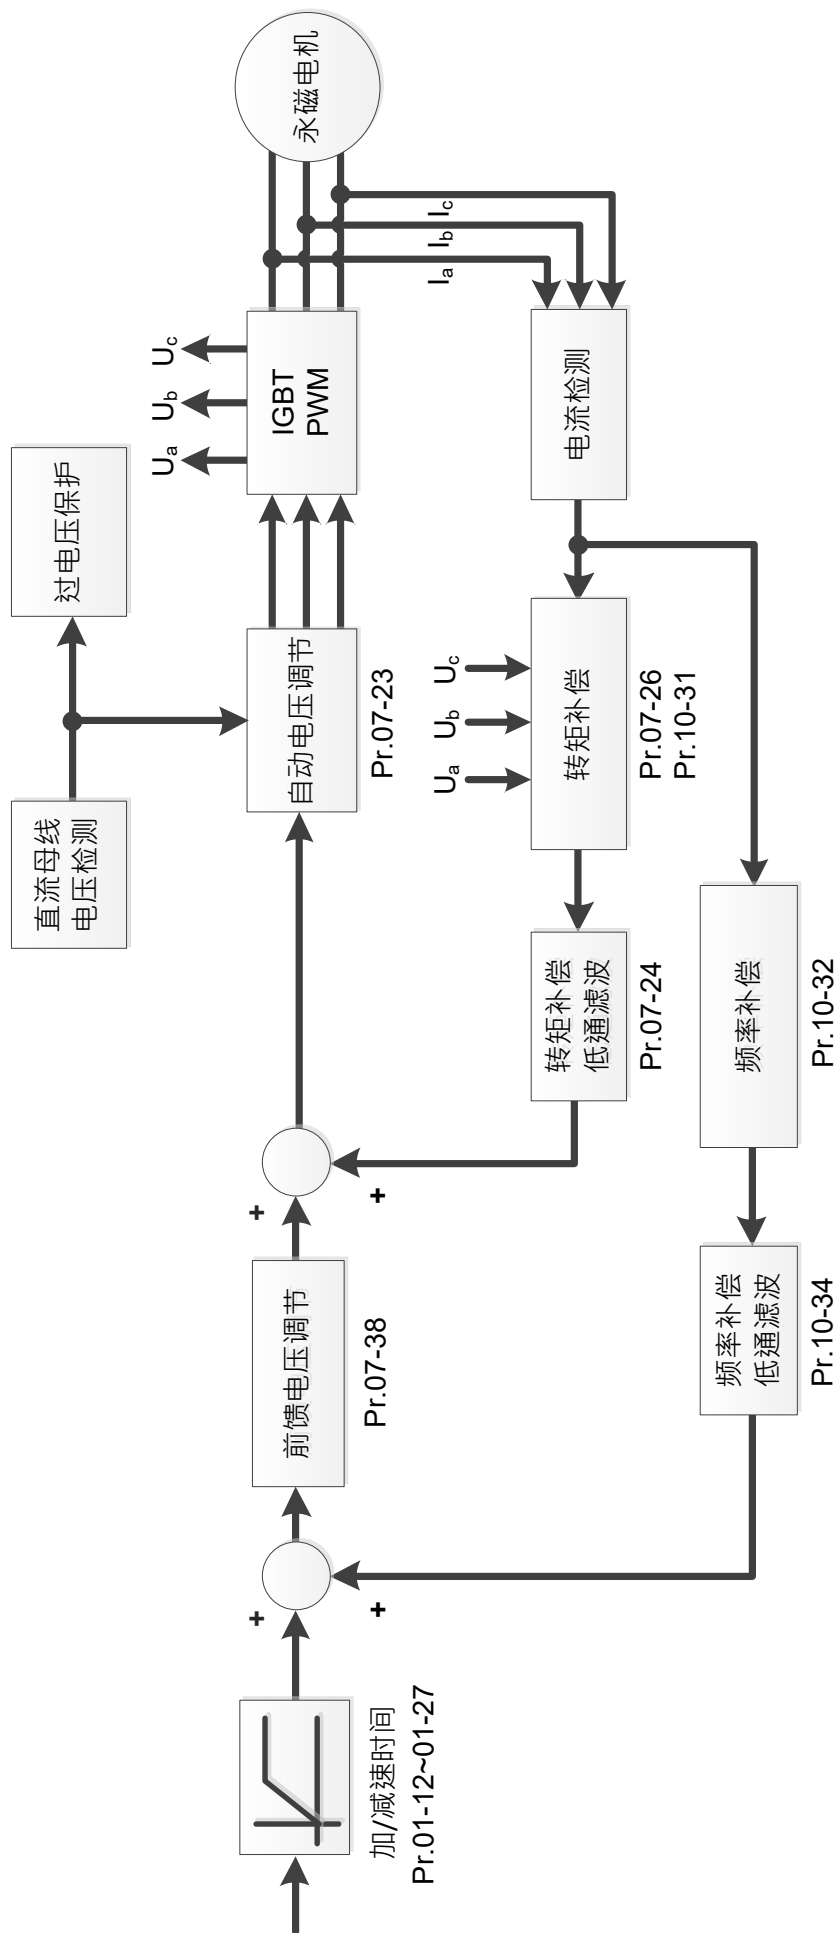 加/减速时间
Pr.01-12~01-27
+
+
前馈电压调节
Pr.07-38
+
+
直流母线
电压检测
过电压保护
自动电压调节
Pr.07-23
IGBT
PWM
Ua
Ub
Uc
永磁电机
Ia
Ib
Ic
电流检测
转矩补偿
Pr.07-26
Pr.10-31
Ua
Ub
Uc
转矩补偿
低通滤波
Pr.07-24
频率补偿
Pr.10-32
频率补偿
低通滤波
Pr.10-34